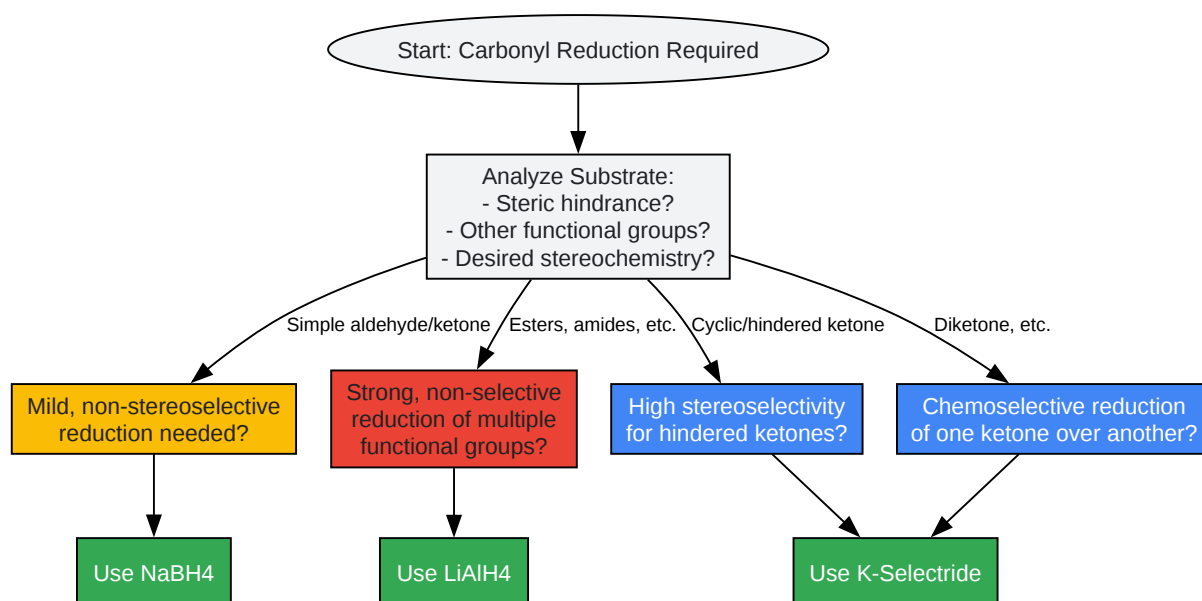 Start: Carbonyl Reduction Required
Analyze Substrate:
- Steric hindrance?
- Other functional groups?
- Desired stereochemistry?
Simple aldehyde/ketone
Esters, amides, etc.
Cyclic/hindered ketone
Diketone, etc.
Mild, non-stereoselective
reduction needed?
Strong, non-selective
reduction of multiple
functional groups?
High stereoselectivity
for hindered ketones?
Chemoselective reduction
of one ketone over another?
Use NaBH4
Use LiAlH4
Use K-Selectride